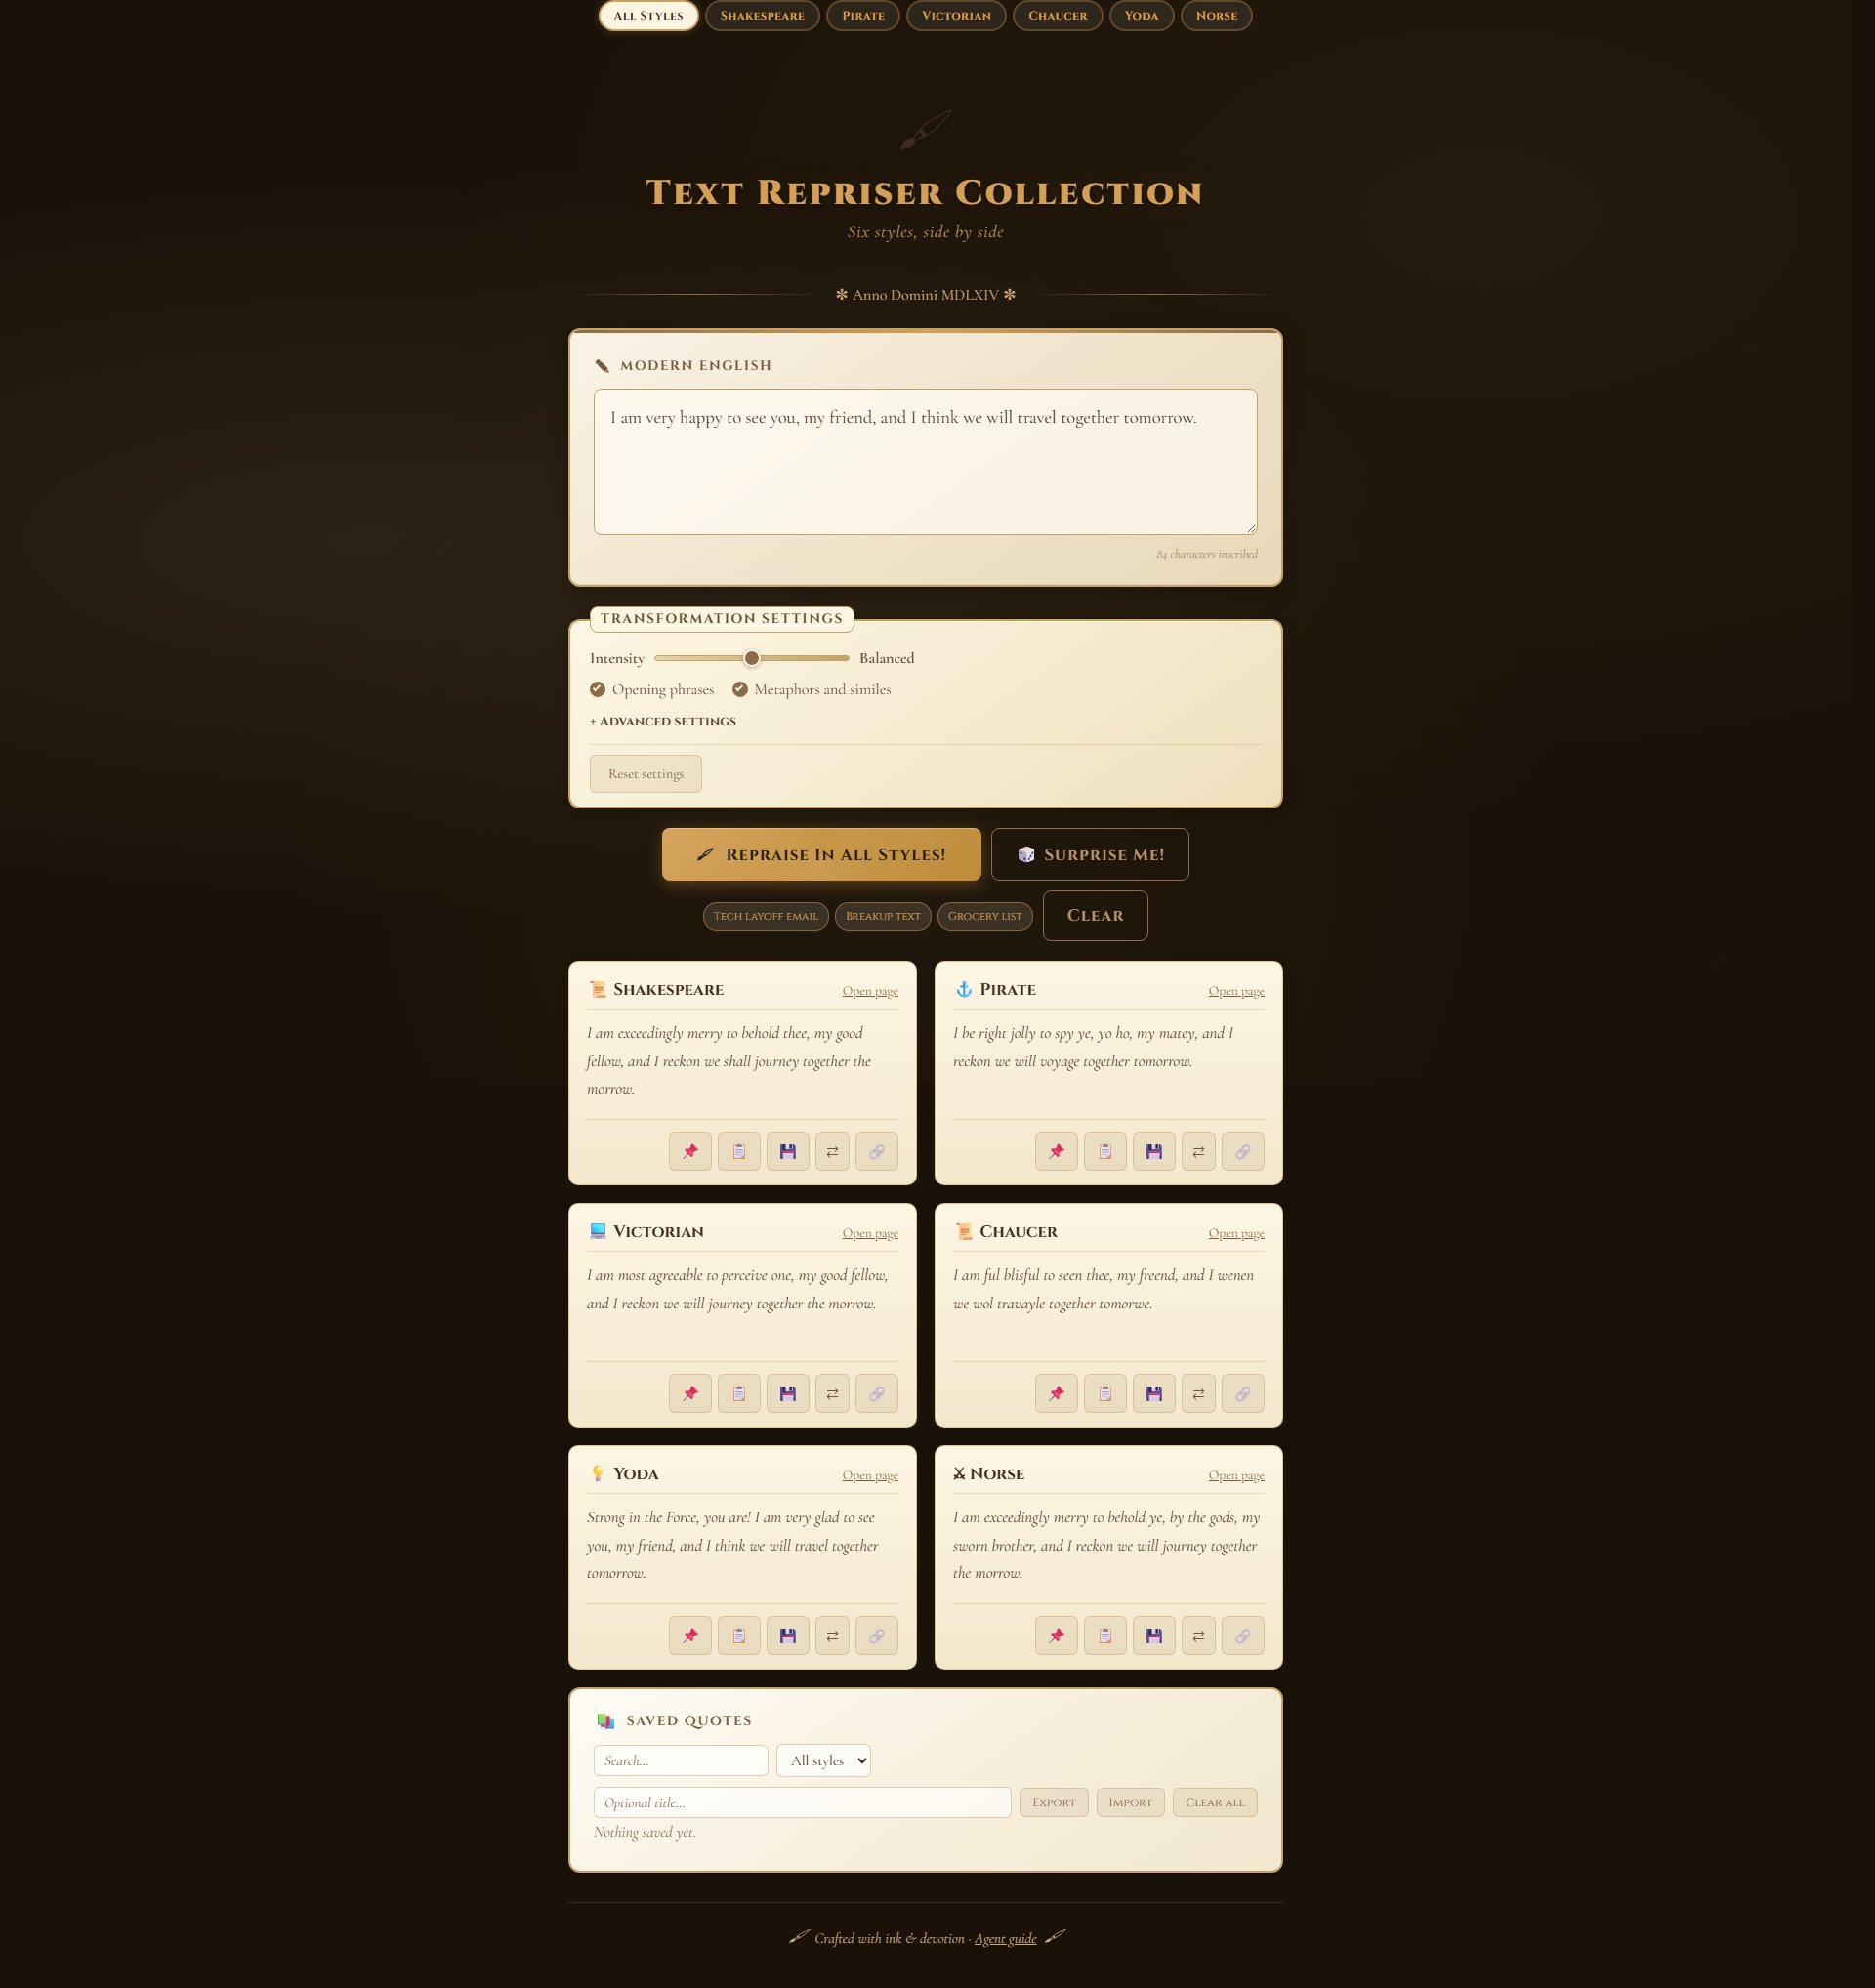 All Styles
Shakespeare
Pirate
Victorian
Chaucer
Yoda
Norse
Text Repriser Collection
Six styles, side by side
✼ Anno Domini MDLXIV ✼
MODERN ENGLISH
I am very happy to see you, my friend, and I think we will travel together tomorrow.
84 characters inscribed
TRANSFORMATION SETTINGS
Intensity Balanced
Opening phrases Metaphors and similes
+ Advanced settings
Reset settings
Repraise In All Styles!
Surprise Me!
Tech layoff email
Breakup text
Grocery list
Clear
Shakespeare
Open page
I am exceedingly merry to behold thee, my good
fellow, and I reckon we shall journey together the
morrow.
Pirate
Open page
I be right jolly to spy ye, yo ho, my matey, and I
reckon we will voyage together tomorrow.
Victorian
Open page
I am most agreeable to perceive one, my good fellow,
and I reckon we will journey together the morrow.
Chaucer
Open page
I am ful blisful to seen thee, my freend, and I wenen
we wol travayle together tomorwe.
Yoda
Open page
Strong in the Force, you are! I am very glad to see
you, my friend, and I think we will travel together
tomorrow.
Norse
Open page
I am exceedingly merry to behold ye, by the gods, my
sworn brother, and I reckon we will journey together
the morrow.
SAVED QUOTES
Search...
All styles
Optional title...
Export
Import
Clear all
Nothing saved yet.
Crafted with ink & devotion · Agent guide